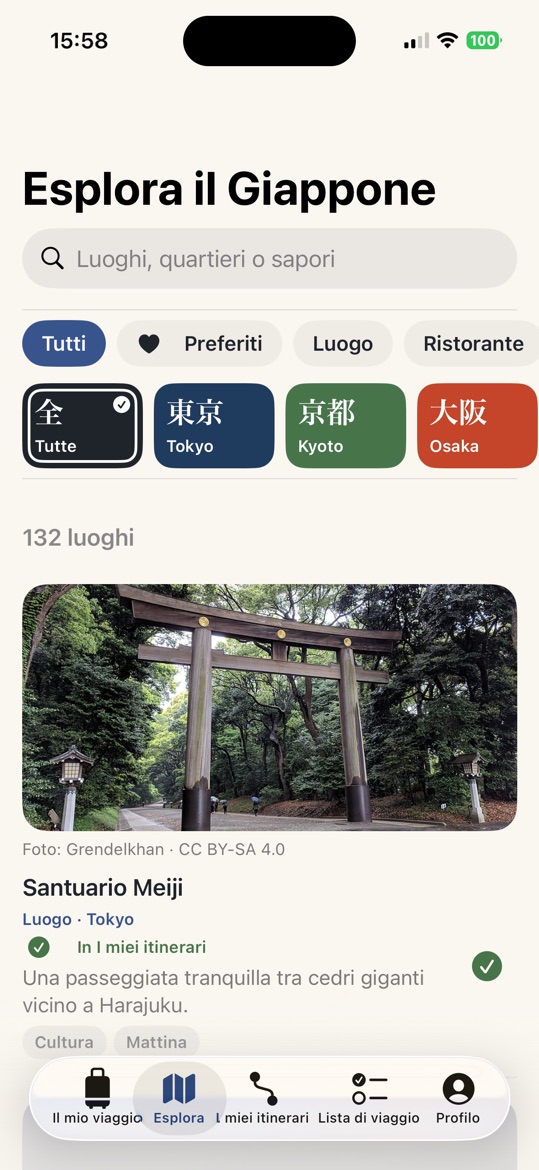 15:58
100
Esplora il Giappone
Luoghi, quartieri o sapori
Tutti
Preferiti
Luogo
Ristorante
全
Tutte
東京
Tokyo
京都
Kyoto
大阪
Osaka
132 luoghi
Foto: Grendelkhan · CC BY-SA 4.0
Santuario Meiji
Luogo · Tokyo
In I miei itinerari
Una passeggiata tranquilla tra cedri giganti
vicino a Harajuku.
Cultura
Mattina
Il mio viaggio
Esplora
I miei itinerari
Lista di viaggio
Profilo